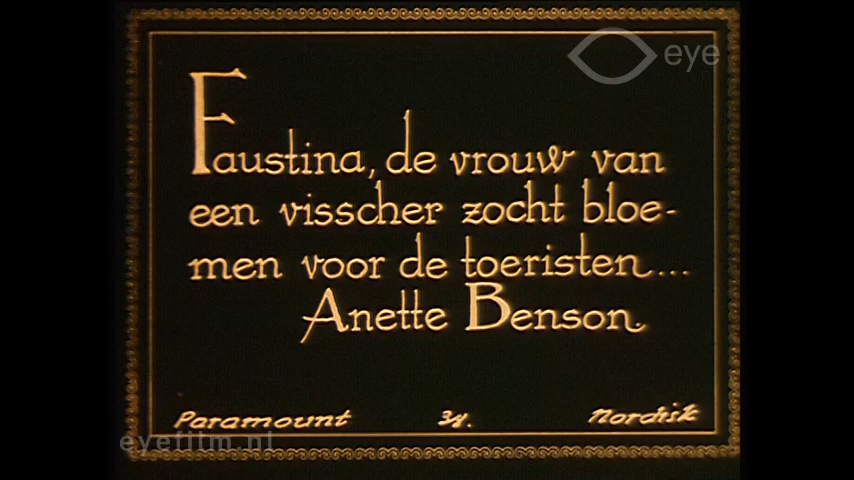 eye
Faustina, de vrouw van
een visscher zocht bloe-
men voor de toeristen...
Anette Benson.
Paramount 34. Nordisk
eyefilm.nl